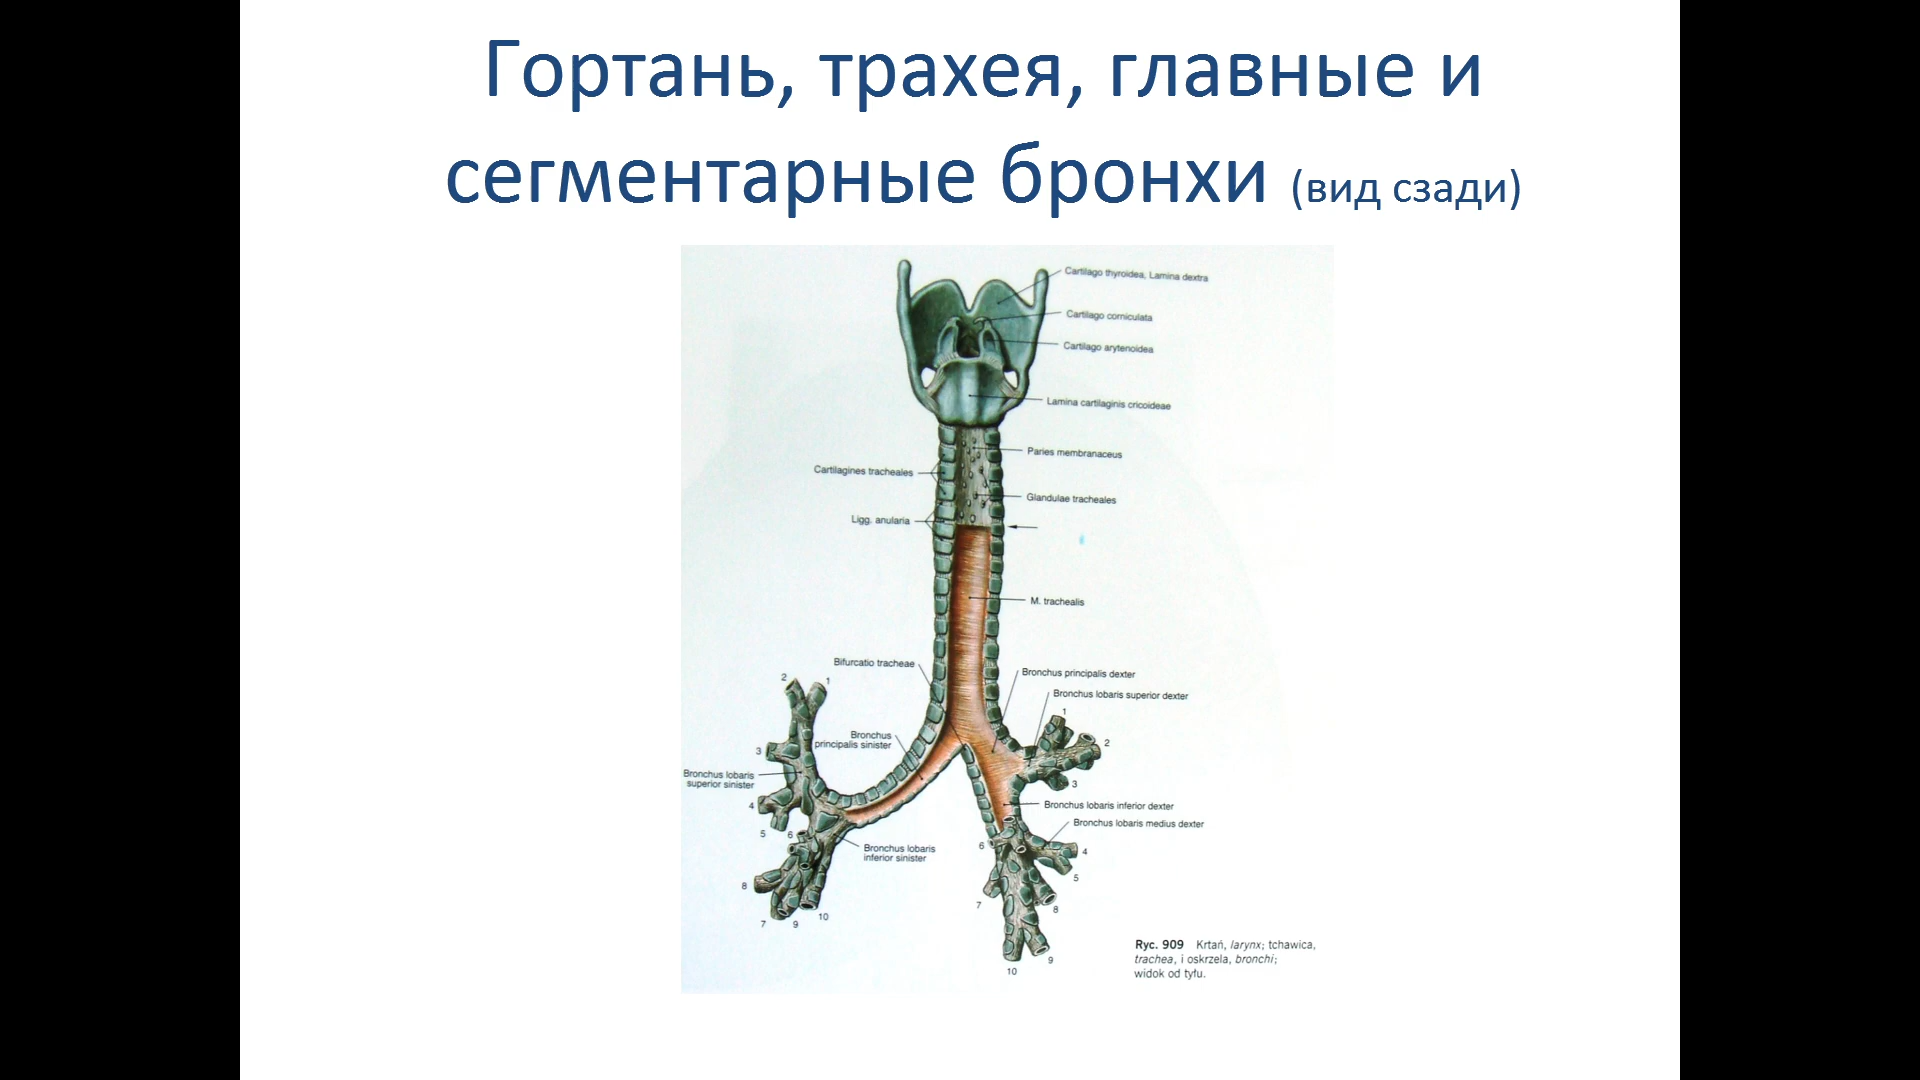 Гортань, трахея, главные и
сегментарные бронхи (вид сзади)
Cartilago thyroidea, Lamina dextra
Cartilago corniculata
Cartilago arytenoidea
Lamina cartilaginis cricoideae
Paries membranaceus
Cartilagines tracheales
Glandulae tracheales
Ligg. anularia
M. trachealis
Bifurcatio tracheae
Bronchus principalis dexter
Bronchus lobaris superior dexter
2
1
1
Bronchus
principalis sinister
2
3
Bronchus lobaris
superior sinister
3
4
Bronchus lobaris inferior dexter
Bronchus lobaris medius dexter
5
6
Bronchus lobaris
inferior sinister
6
4
5
8
7
8
10
7
9
Ryc. 909 Krtań, larynx; tchawica,
trachea, i oskrzela, bronchi;
widok od tyłu.
9
10